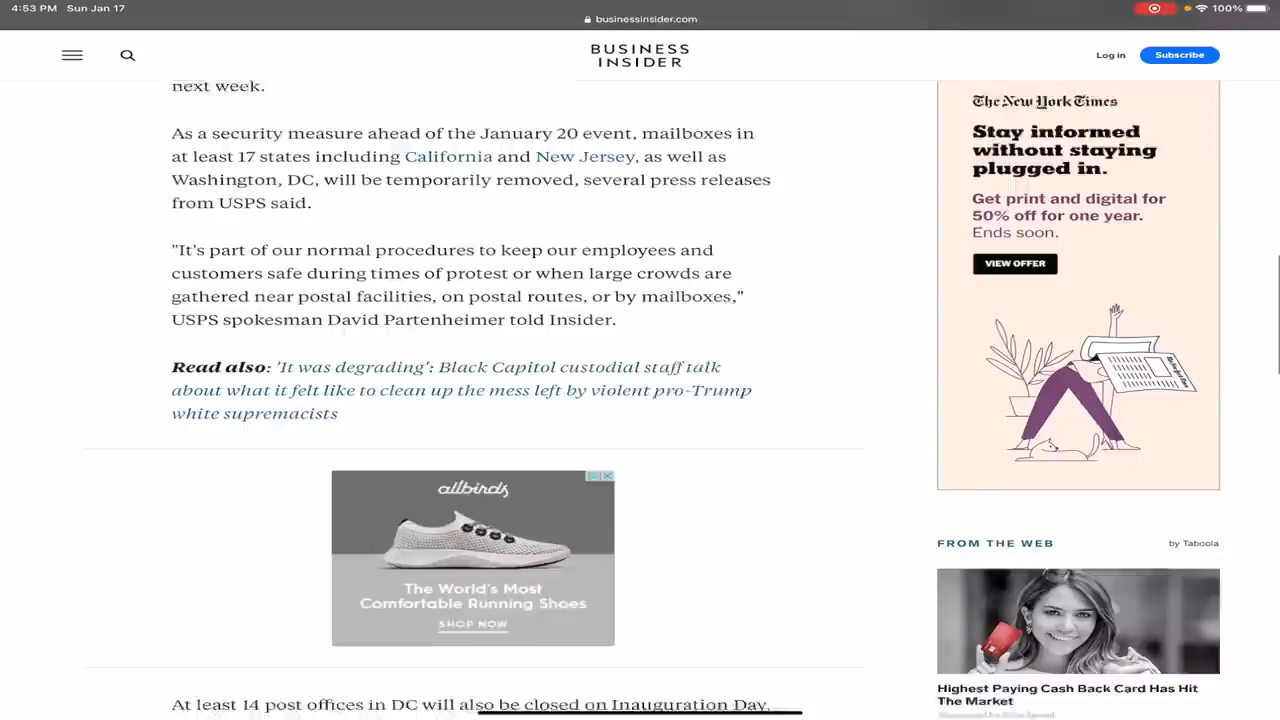 4:53 PM Sun Jan 17
100%
businessinsider.com
BUSINESS
INSIDER
Log in
Subscribe
next week.
As a security measure ahead of the January 20 event, mailboxes in
at least 17 states including California and New Jersey, as well as
Washington, DC, will be temporarily removed, several press releases
from USPS said.
"It's part of our normal procedures to keep our employees and
customers safe during times of protest or when large crowds are
gathered near postal facilities, on postal routes, or by mailboxes,"
USPS spokesman David Partenheimer told Insider.
Read also: 'It was degrading': Black Capitol custodial staff talk
about what it felt like to clean up the mess left by violent pro-Trump
white supremacists
allbirds
The World's Most
Comfortable Running Shoes
SHOP NOW
At least 14 post offices in DC will also be closed on Inauguration Day,
The New York Times
Stay informed
without staying
plugged in.
Get print and digital for
50% off for one year.
Ends soon.
VIEW OFFER
FROM THE WEB
by Taboola
Highest Paying Cash Back Card Has Hit
The Market